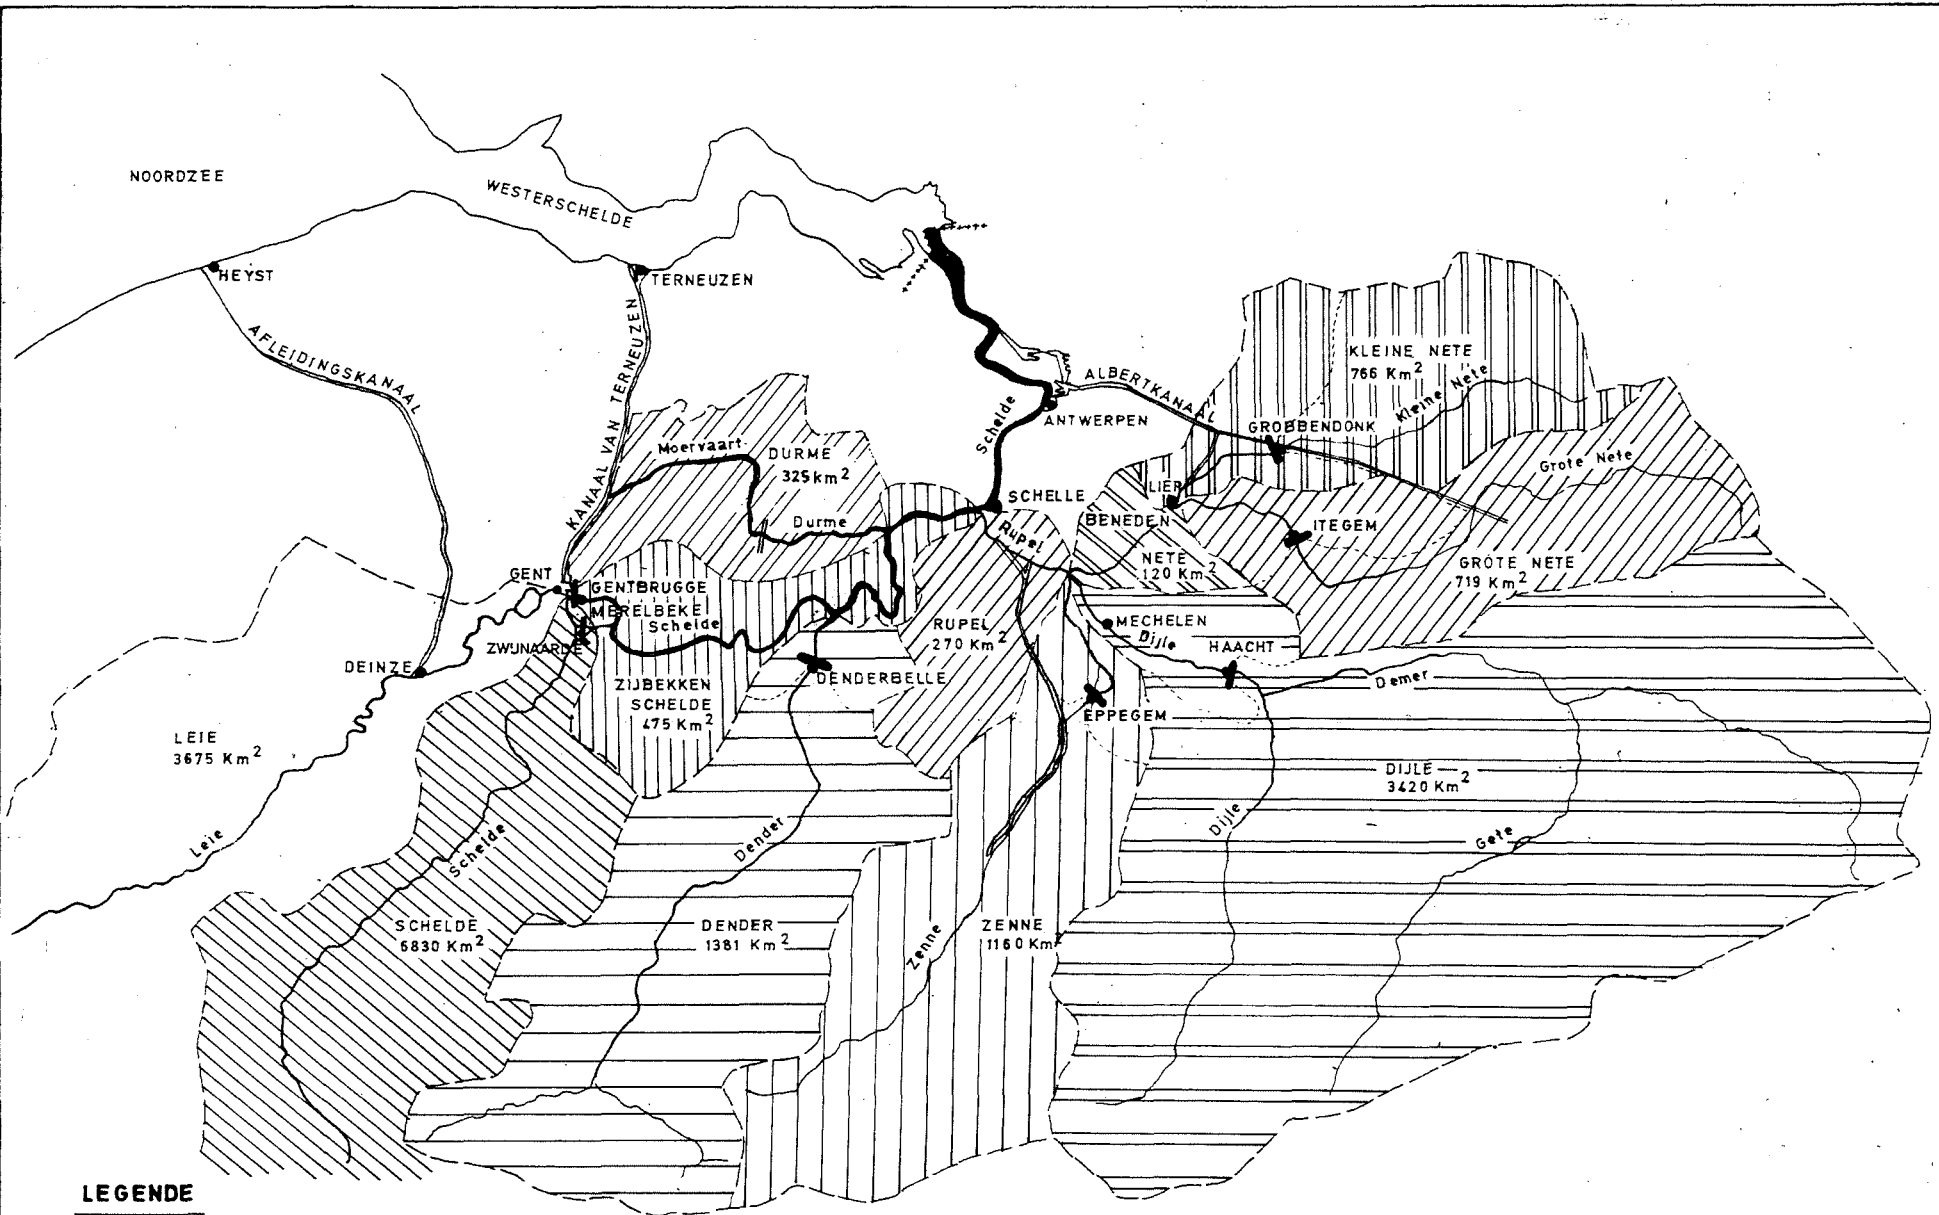 NOORDZEE
WESTERSCHELDE
HEYST
TERNEUZEN
AFLEIDINGSKANAAL
KANAAL VAN TERNEUZEN
ALBERTKANAAL
KLEINE NETE
766 Km²
Kleine Nete
Schelde
ANTWERPEN
GROBBENDONK
Moervaart
DURME
325km²
Grote Nete
LIER
SCHELLE
BENEDEN
NETE
120 Km²
ITEGEM
Durme
Rupel
GROTE NETE
719 Km²
GENT
GENTBRUGGE
MERELBEKE
Schelde
ZWIJNAARDE
RUPEL
270 Km²
MECHELEN
Dijle
HAACHT
DEINZE
DENDERBELLE
Demer
ZIJBEKKEN
SCHELDE
475 Km²
EPPEGEM
LEIE
3675 Km²
DIJLE
3420 Km²
Leie
Schelde
Dender
Dijle
Gete
SCHELDE
6830 Km²
DENDER
1381 Km²
Zenne
ZENNE
1160 Km²
LEGENDE